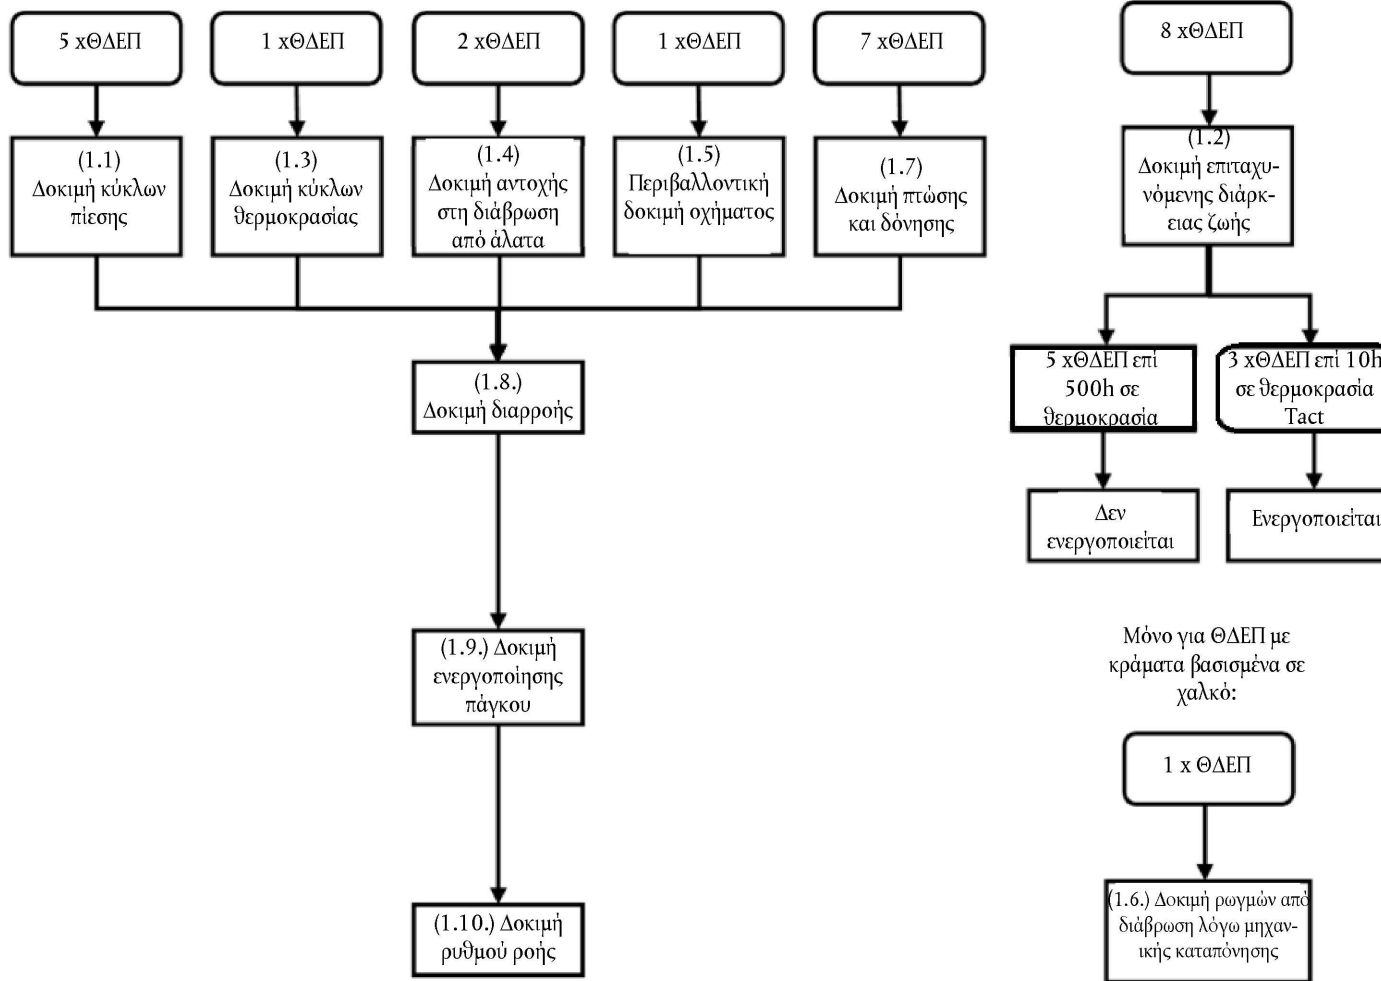 5 xΘΔΕΠ
1 xΘΔΕΠ
2 xΘΔΕΠ
1 xΘΔΕΠ
7 xΘΔΕΠ
8 xΘΔΕΠ
(1.1)
Δοκιμή κύκλων
πίεσης
(1.3)
Δοκιμή κύκλων
θερμοκρασίας
(1.4)
Δοκιμή αντοχής
στη διάβρωση
από άλατα
(1.5)
Περιβαλλοντική
δοκιμή οχήματος
(1.7)
Δοκιμή πτώσης
και δόνησης
(1.2)
Δοκιμή επιταχυ-
νόμενης διάρκ-
ειας ζωής
(1.8.)
Δοκιμή διαρροής
5 xΘΔΕΠ επί
500h σε
θερμοκρασία
3 xΘΔΕΠ επί 10h
σε θερμοκρασία
Tact
Δεν
ενεργοποιείται
Ενεργοποιείται
(1.9.) Δοκιμή
ενεργοποίησης
πάγκου
Μόνο για ΘΔΕΠ με
κράματα βασισμένα σε
χαλκό:
1 x ΘΔΕΠ
(1.10.) Δοκιμή
ρυθμού ροής
(1.6.) Δοκιμή ρωγμών από
διάβρωση λόγω μηχαν-
ικής καταπόνησης